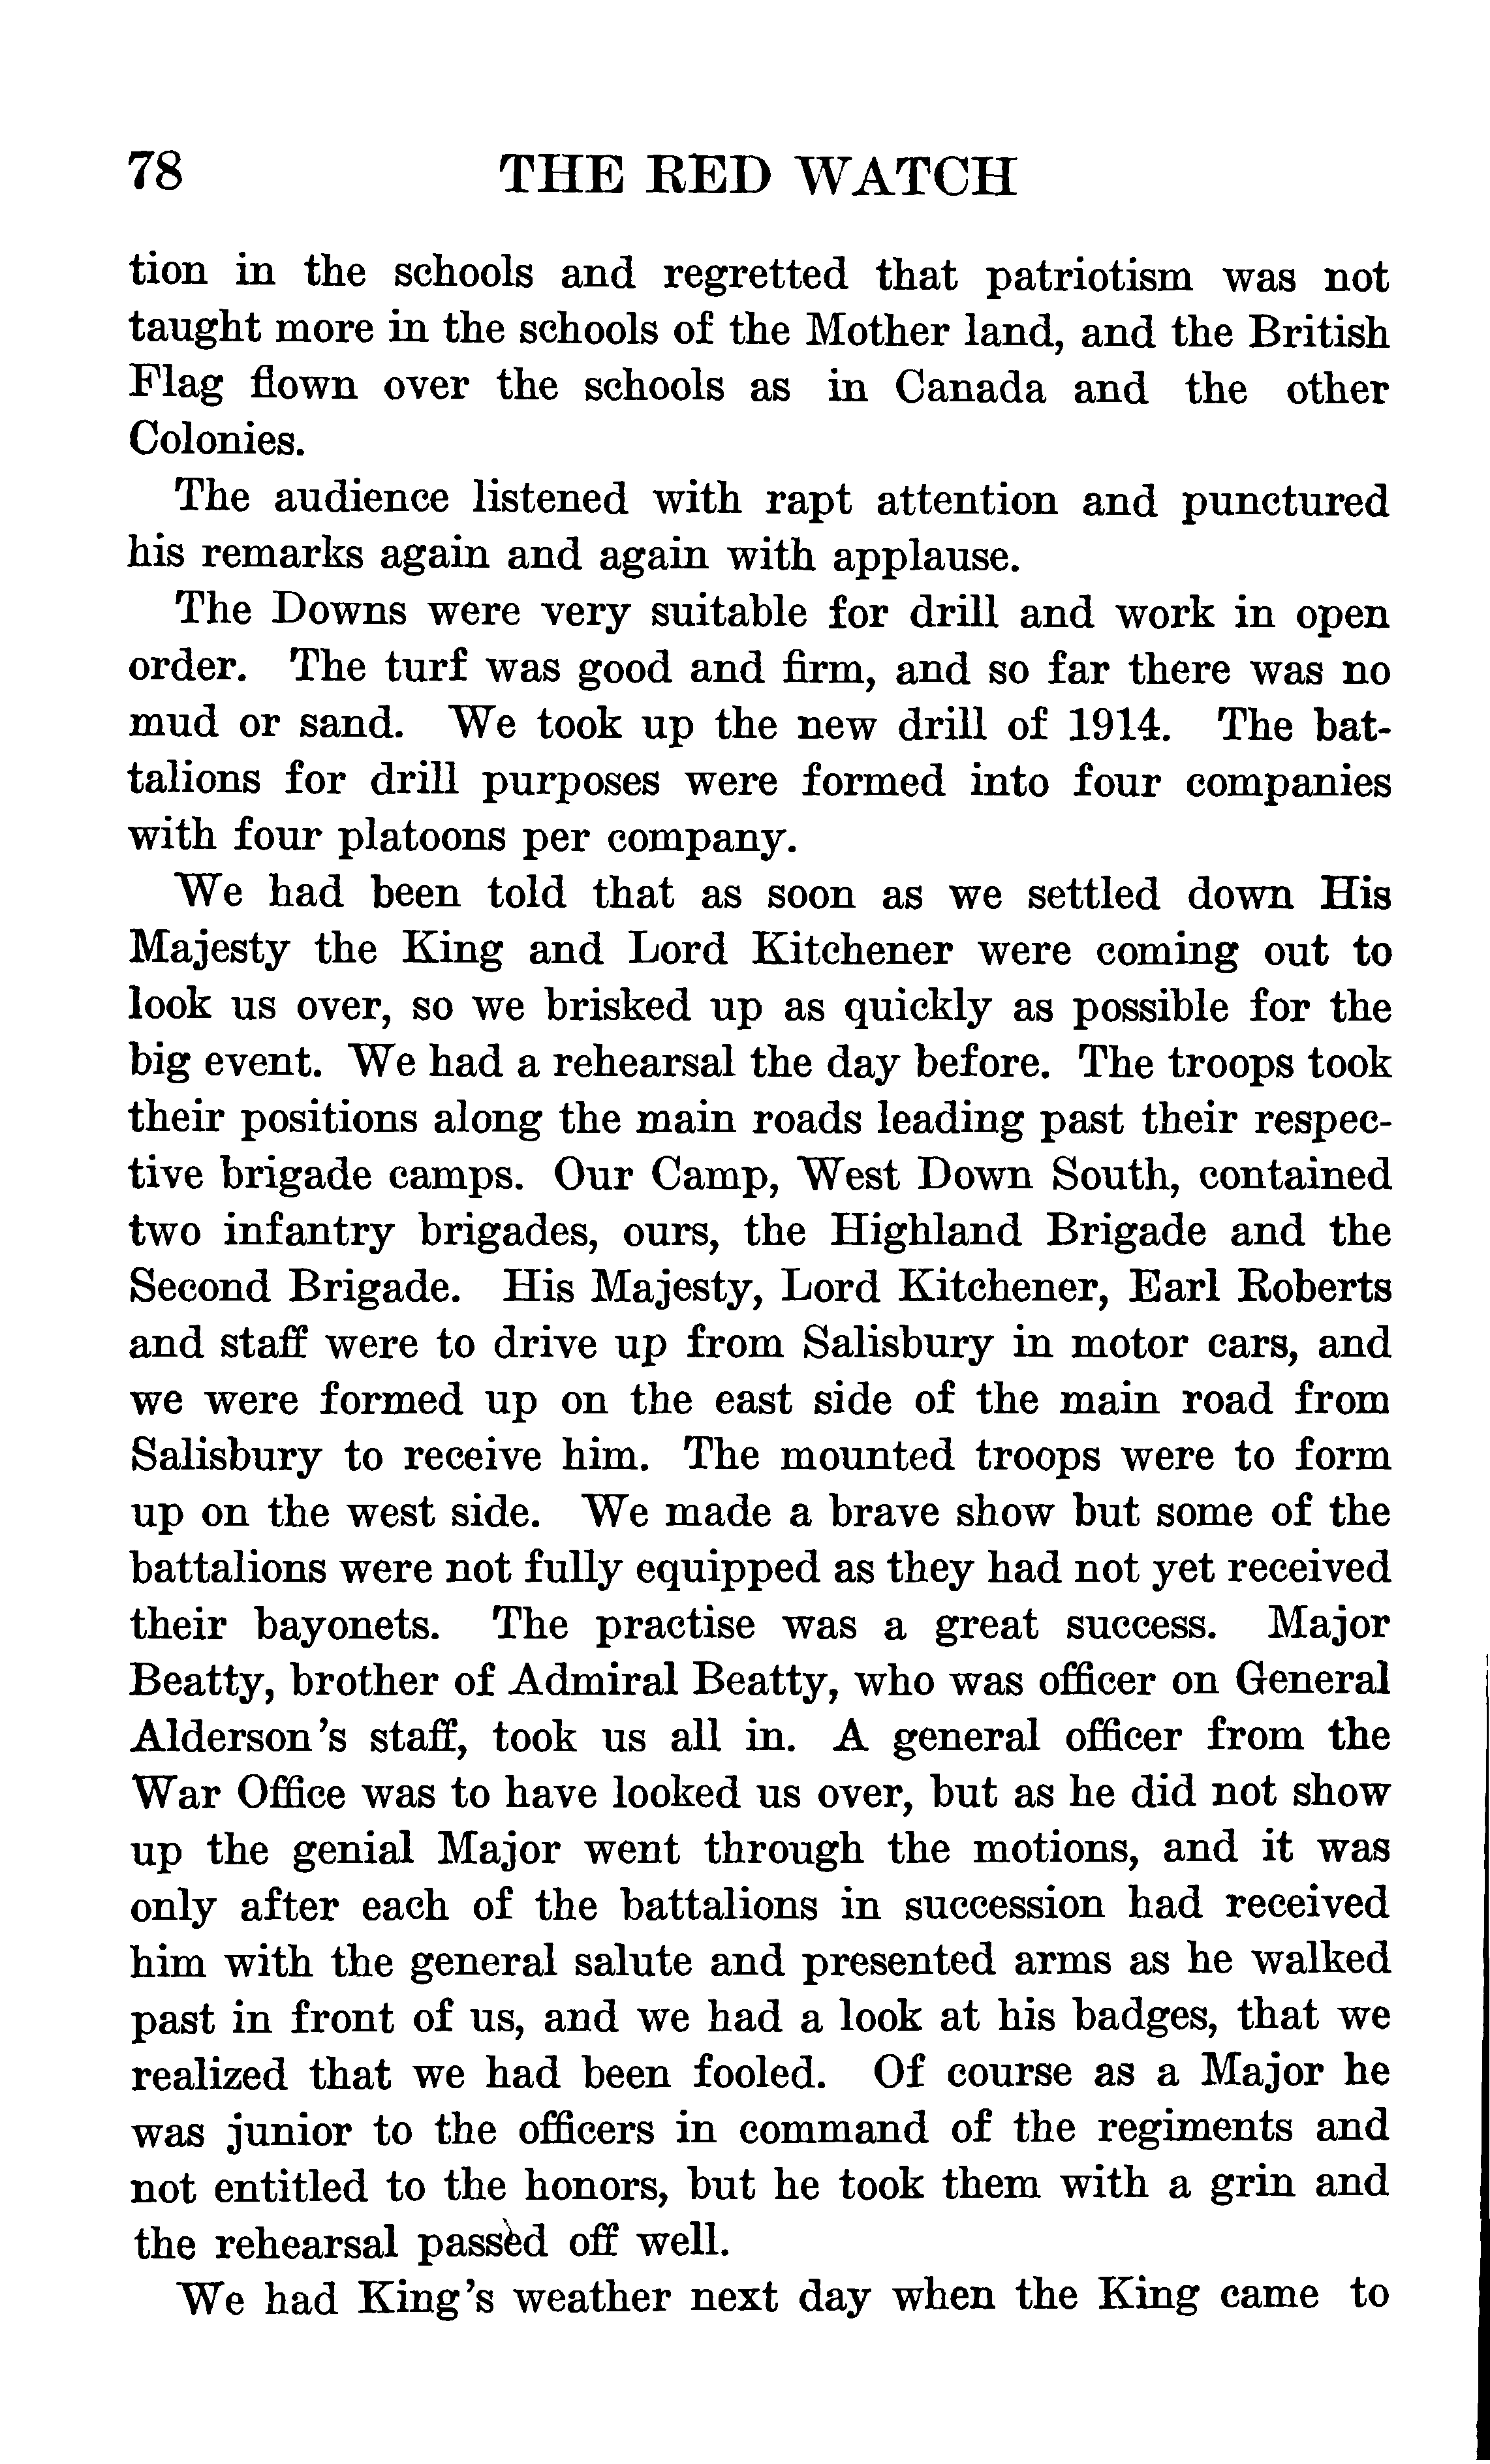 78 THE RED WATCH
tion in the schools and regretted that patriotism was not
taught more in the schools of the Mother land, and the British
Flag flown over the schools as in Canada and the other
Colonies.
The audience listened with rapt attention and punctured
his remarks again and again with applause.
The Downs were very suitable for drill and work in open
order. The turf was good and firm, and so far there was no
mud or sand. We took up the new drill of 1914. The bat-
talions for drill purposes were formed into four companies
with four platoons per company.
We had been told that as soon as we settled down His
Majesty the King and Lord Kitchener were coming out to
look us over, so we brisked up as quickly as possible for the
big event. We had a rehearsal the day before. The troops took
their positions along the main roads leading past their respec-
tive brigade camps. Our Camp, West Down South, contained
two infantry brigades, ours, the Highland Brigade and the
Second Brigade. His Majesty, Lord Kitchener, Earl Roberts
and staff were to drive up from Salisbury in motor cars, and
we were formed up on the east side of the main road from
Salisbury to receive him. The mounted troops were to form
up on the west side. We made a brave show but some of the
battalions were not fully equipped as they had not yet received
their bayonets. The practise was a great success. Major
Beatty, brother of Admiral Beatty, who was officer on General
Alderson's staff, took us all in. A general officer from the
War Office was to have looked us over, but as he did not show
up the genial Major went through the motions, and it was
only after each of the battalions in succession had received
him with the general salute and presented arms as he walked
past in front of us, and we had a look at his badges, that we
realized that we had been fooled. Of course as a Major he
was junior to the officers in command of the regiments and
not entitled to the honors, but he took them with a grin and
the rehearsal passed off well.
We had King's weather next day when the King came to